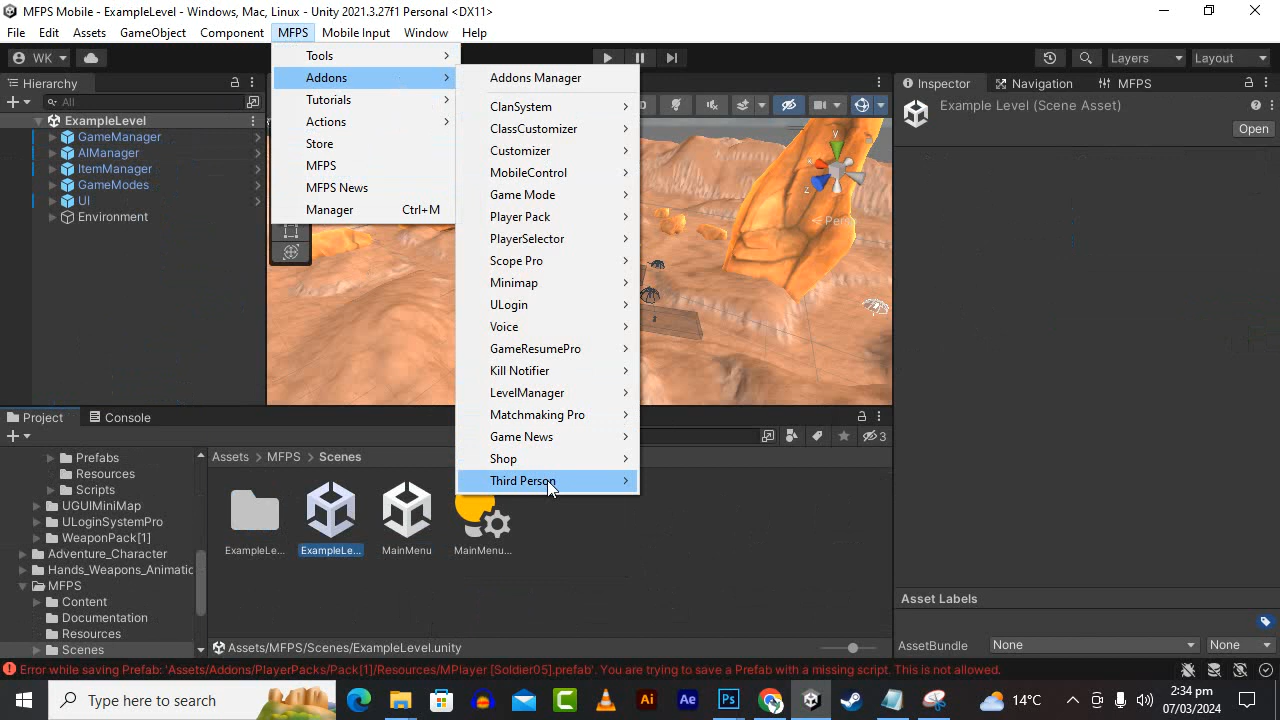 MFPS Mobile - ExampleLevel - Windows, Mac, Linux - Unity 2021.3.27f1 Personal <DX11>
File Edit Assets GameObject Component MFPS Mobile Input Window Help
WK Layers Layout
Hierarchy
All
ExampleLevel
GameManager
AIManager
ItemManager
GameModes
UI
Environment
Tools
Addons
Tutorials
Actions
Store
MFPS
MFPS News
Manager Ctrl+M
Addons Manager
ClanSystem
ClassCustomizer
Customizer
MobileControl
Game Mode
Player Pack
PlayerSelector
Scope Pro
Minimap
ULogin
Voice
GameResumePro
Kill Notifier
LevelManager
Matchmaking Pro
Game News
Shop
Third Person
y
x
z
Inspector Navigation MFPS
Example Level (Scene Asset)
Open
Project Console
3
Prefabs
Resources
Scripts
UGUIMiniMap
ULoginSystemPro
WeaponPack[1]
Adventure_Character
Hands_Weapons_Animatic
MFPS
Content
Documentation
Resources
Scenes
Assets MFPS Scenes
ExampleLe... ExampleLe... MainMenu MainMenu...
Assets/MFPS/Scenes/ExampleLevel.unity
Asset Labels
AssetBundle None None
Error while saving Prefab: 'Assets/Addons/PlayerPacks/Pack[1]/Resources/MPlayer [Soldier05].prefab'. You are trying to save a Prefab with a missing script. This is not allowed.
Type here to search
Ai Ae Ps
14°C
2:34 pm
07/03/2024